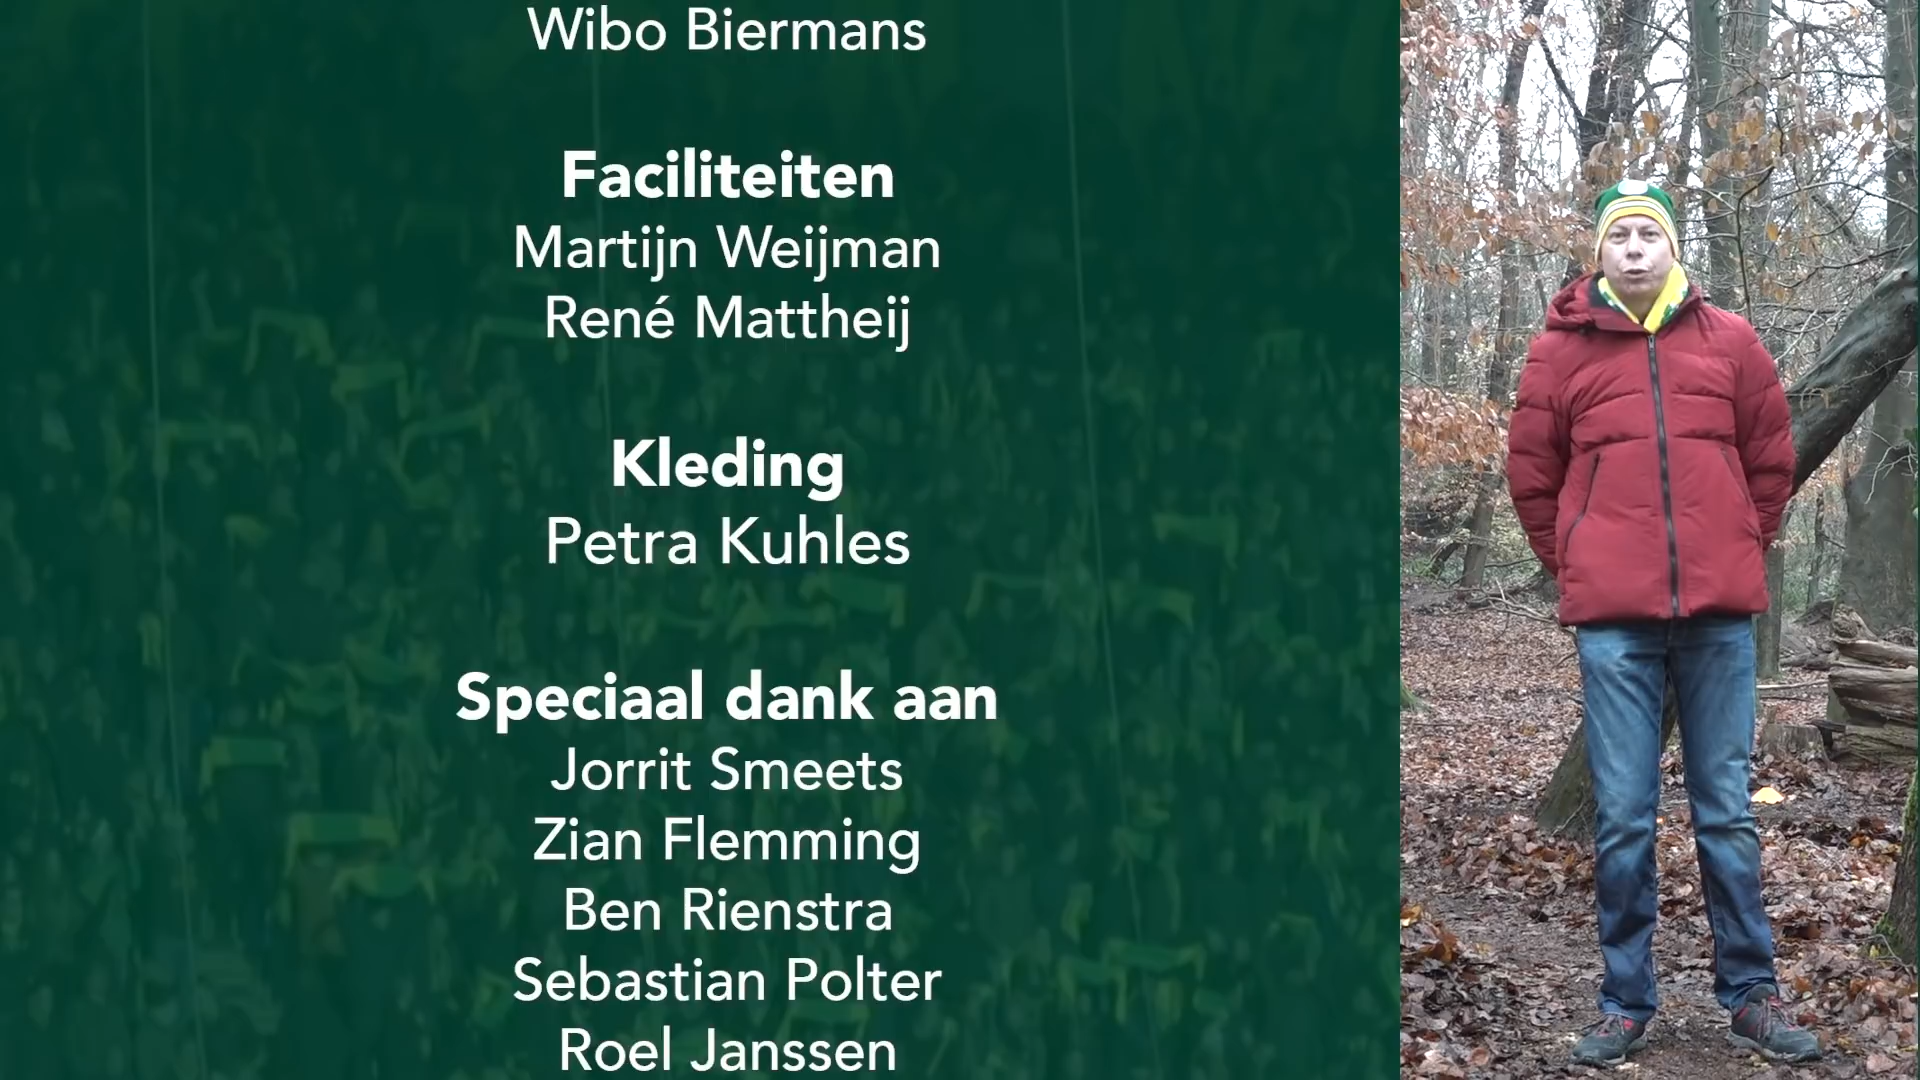 Wibo Biermans
Faciliteiten
Martijn Weijman
René Mattheij
Kleding
Petra Kuhles
Speciaal dank aan
Jorrit Smeets
Zian Flemming
Ben Rienstra
Sebastian Polter
Roel Janssen